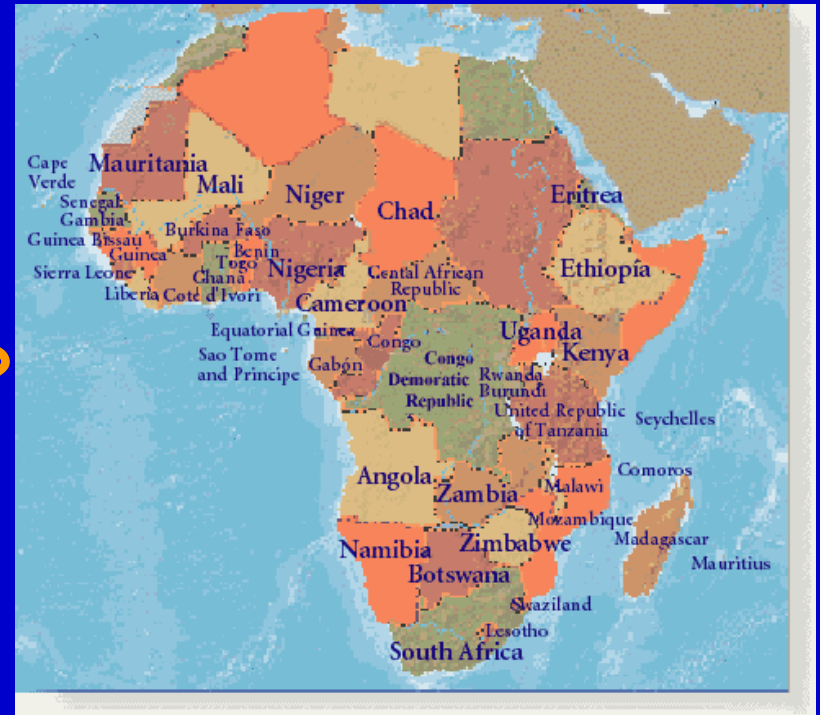 Cape
Verde
Mauritania
Mali
Niger
Chad
Eritrea
Senegal
Gambia
Guinea Bissau
Guinea
Burkina Faso
Benin
Togo
Ghana
Nigeria
Sierra Leone
Liberia
Cote d'Ivori
Cental African
Republic
Ethiopía
Cameroon
Equatorial Guinea
Sao Tome
and Principe
Gabón
Congo
Congo
Demoratic
Republic
Uganda
Kenya
Rwanda
Burundi
United Republic
of Tanzania
Seychelles
Comoros
Angola
Zambia
Malawi
Mozambique
Madagascar
Mauritius
Namibia
Zimbabwe
Botswana
Swaziland
Lesotho
South Africa